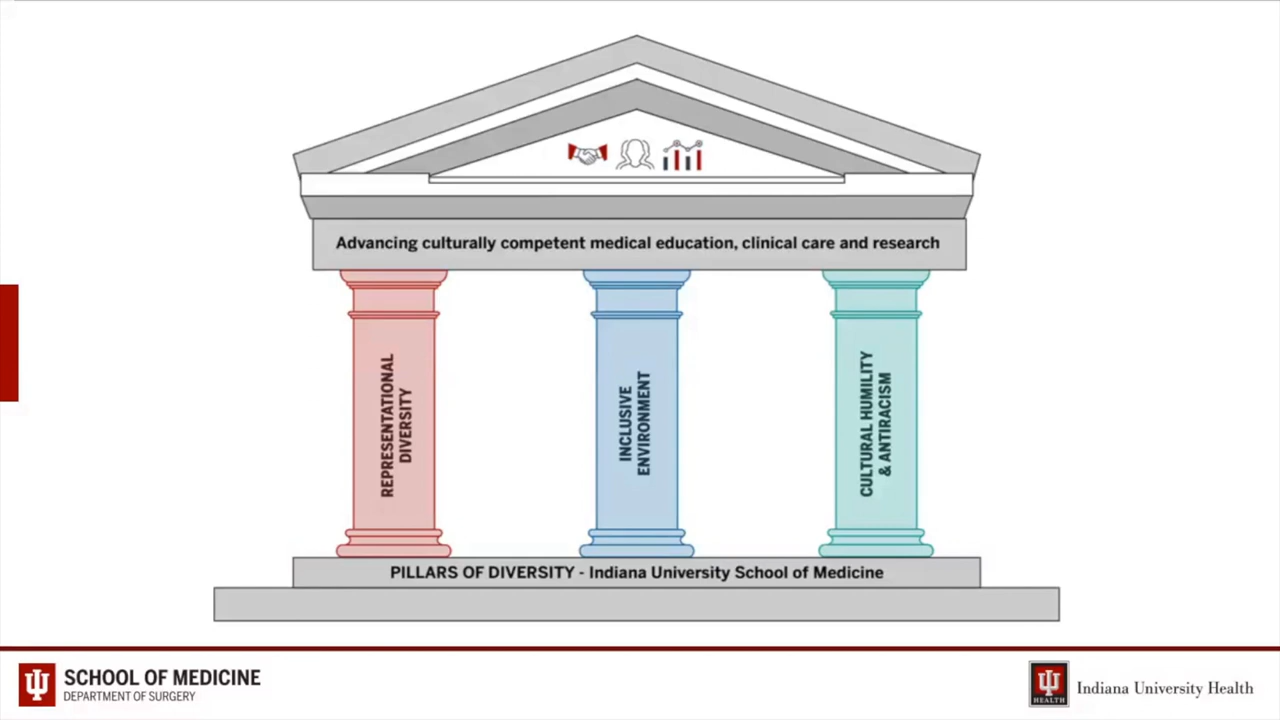 Advancing culturally competent medical education, clinical care and research
REPRESENTATIONAL
DIVERSITY
INCLUSIVE
ENVIRONMENT
CULTURAL HUMILITY
& ANTIRACISM
PILLARS OF DIVERSITY - Indiana University School of Medicine
SCHOOL OF MEDICINE
DEPARTMENT OF SURGERY
HEALTH
Indiana University Health